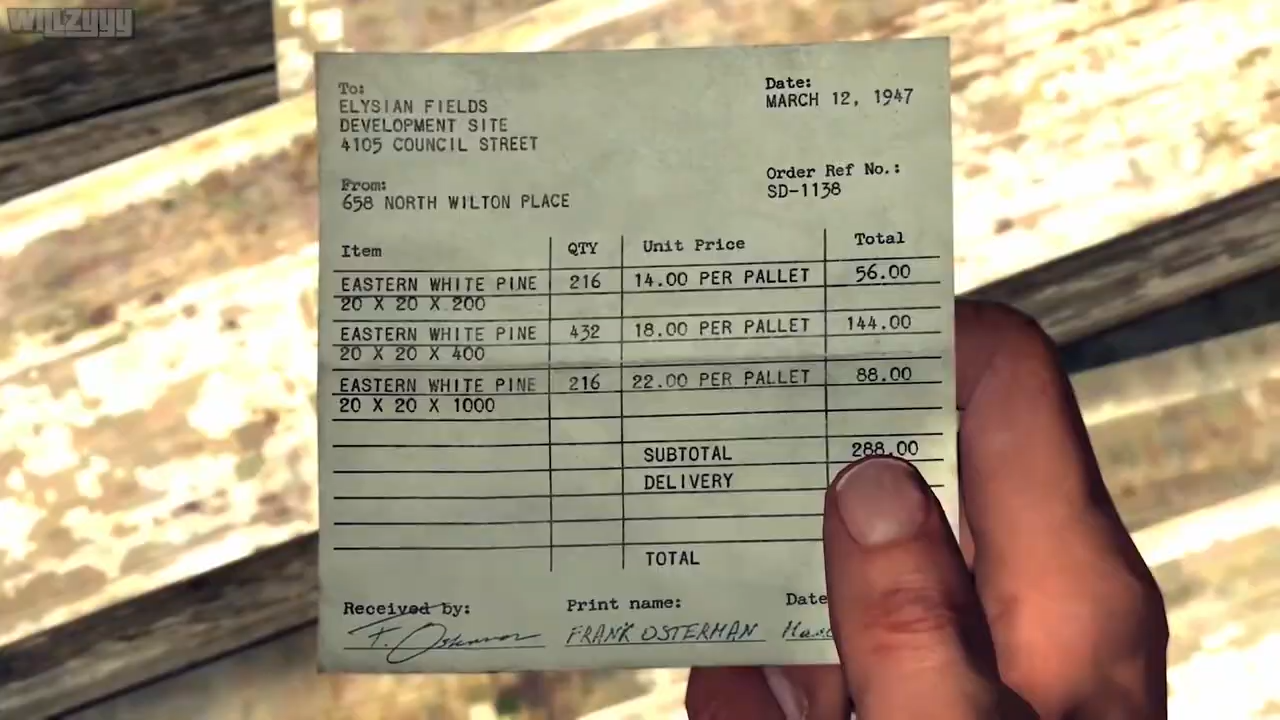 wiizyyy
To:
ELYSIAN FIELDS
DEVELOPMENT SITE
4105 COUNCIL STREET
Date:
MARCH 12, 1947
From:
658 NORTH WILTON PLACE
Order Ref No.:
SD-1138
Item QTY Unit Price Total
EASTERN WHITE PINE 216 14.00 PER PALLET 56.00
20 X 20 X 200
EASTERN WHITE PINE 432 18.00 PER PALLET 144.00
20 X 20 X 400
EASTERN WHITE PINE 216 22.00 PER PALLET 88.00
20 X 20 X 1000
SUBTOTAL 288.00
DELIVERY
TOTAL
Received by: Print name: Date
F. Osterman FRANK OSTERMAN